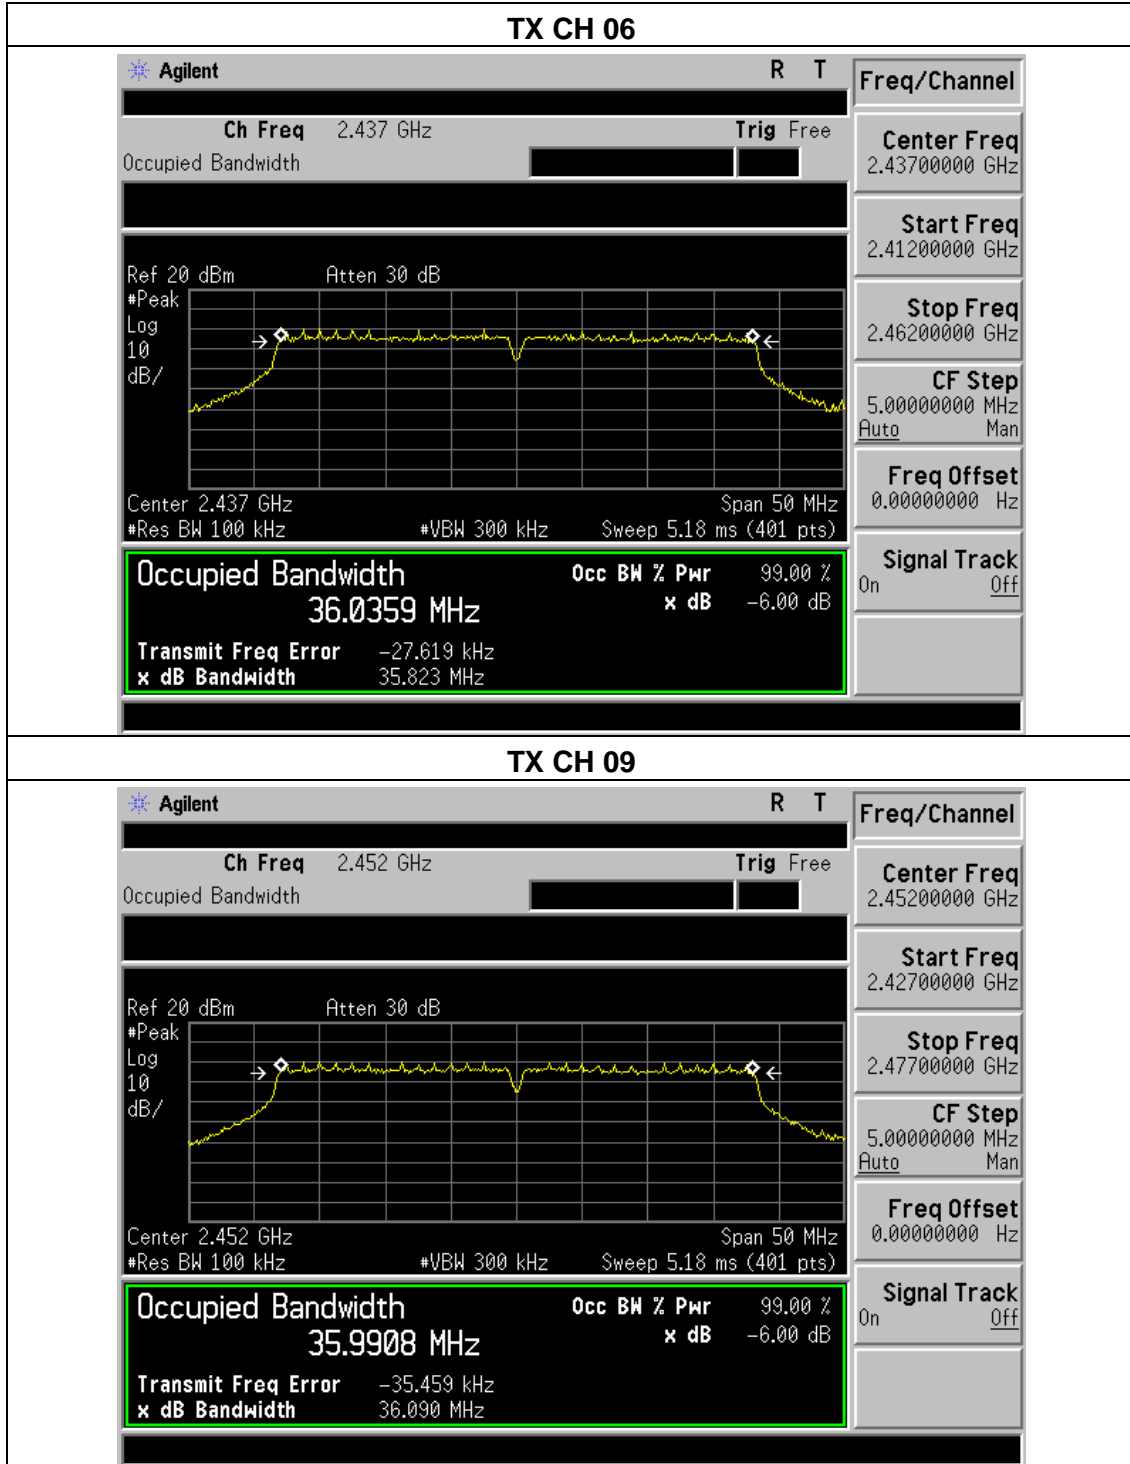 TX CH 06
Agilent R T
Freq/Channel
Ch Freq 2.437 GHz Trig Free
Occupied Bandwidth
Center Freq
2.43700000 GHz
Start Freq
2.41200000 GHz
Stop Freq
2.46200000 GHz
CF Step
5.00000000 MHz
Auto Man
Freq Offset
0.00000000 Hz
Signal Track
On Off
Ref 20 dBm Atten 30 dB
#Peak
Log
10
dB/
Center 2.437 GHz Span 50 MHz
#Res BW 100 kHz #VBW 300 kHz Sweep 5.18 ms (401 pts)
Occupied Bandwidth Occ BW % Pwr 99.00 %
36.0359 MHz x dB -6.00 dB
Transmit Freq Error -27.619 kHz
x dB Bandwidth 35.823 MHz
TX CH 09
Agilent R T
Freq/Channel
Ch Freq 2.452 GHz Trig Free
Occupied Bandwidth
Center Freq
2.45200000 GHz
Start Freq
2.42700000 GHz
Stop Freq
2.47700000 GHz
CF Step
5.00000000 MHz
Auto Man
Freq Offset
0.00000000 Hz
Signal Track
On Off
Ref 20 dBm Atten 30 dB
#Peak
Log
10
dB/
Center 2.452 GHz Span 50 MHz
#Res BW 100 kHz #VBW 300 kHz Sweep 5.18 ms (401 pts)
Occupied Bandwidth Occ BW % Pwr 99.00 %
35.9908 MHz x dB -6.00 dB
Transmit Freq Error -35.459 kHz
x dB Bandwidth 36.090 MHz